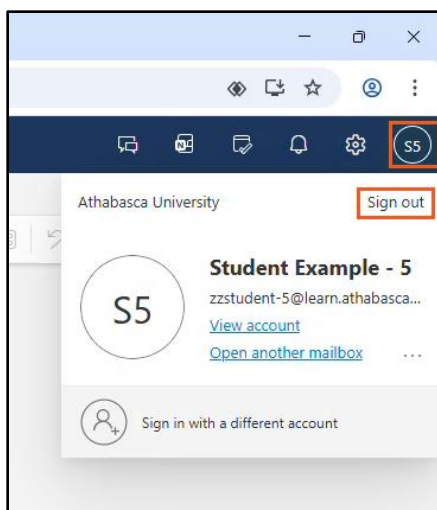 S5
Athabasca University Sign out
S5
Student Example - 5
zzstudent-5@learn.athabasca...
View account
Open another mailbox ...
Sign in with a different account